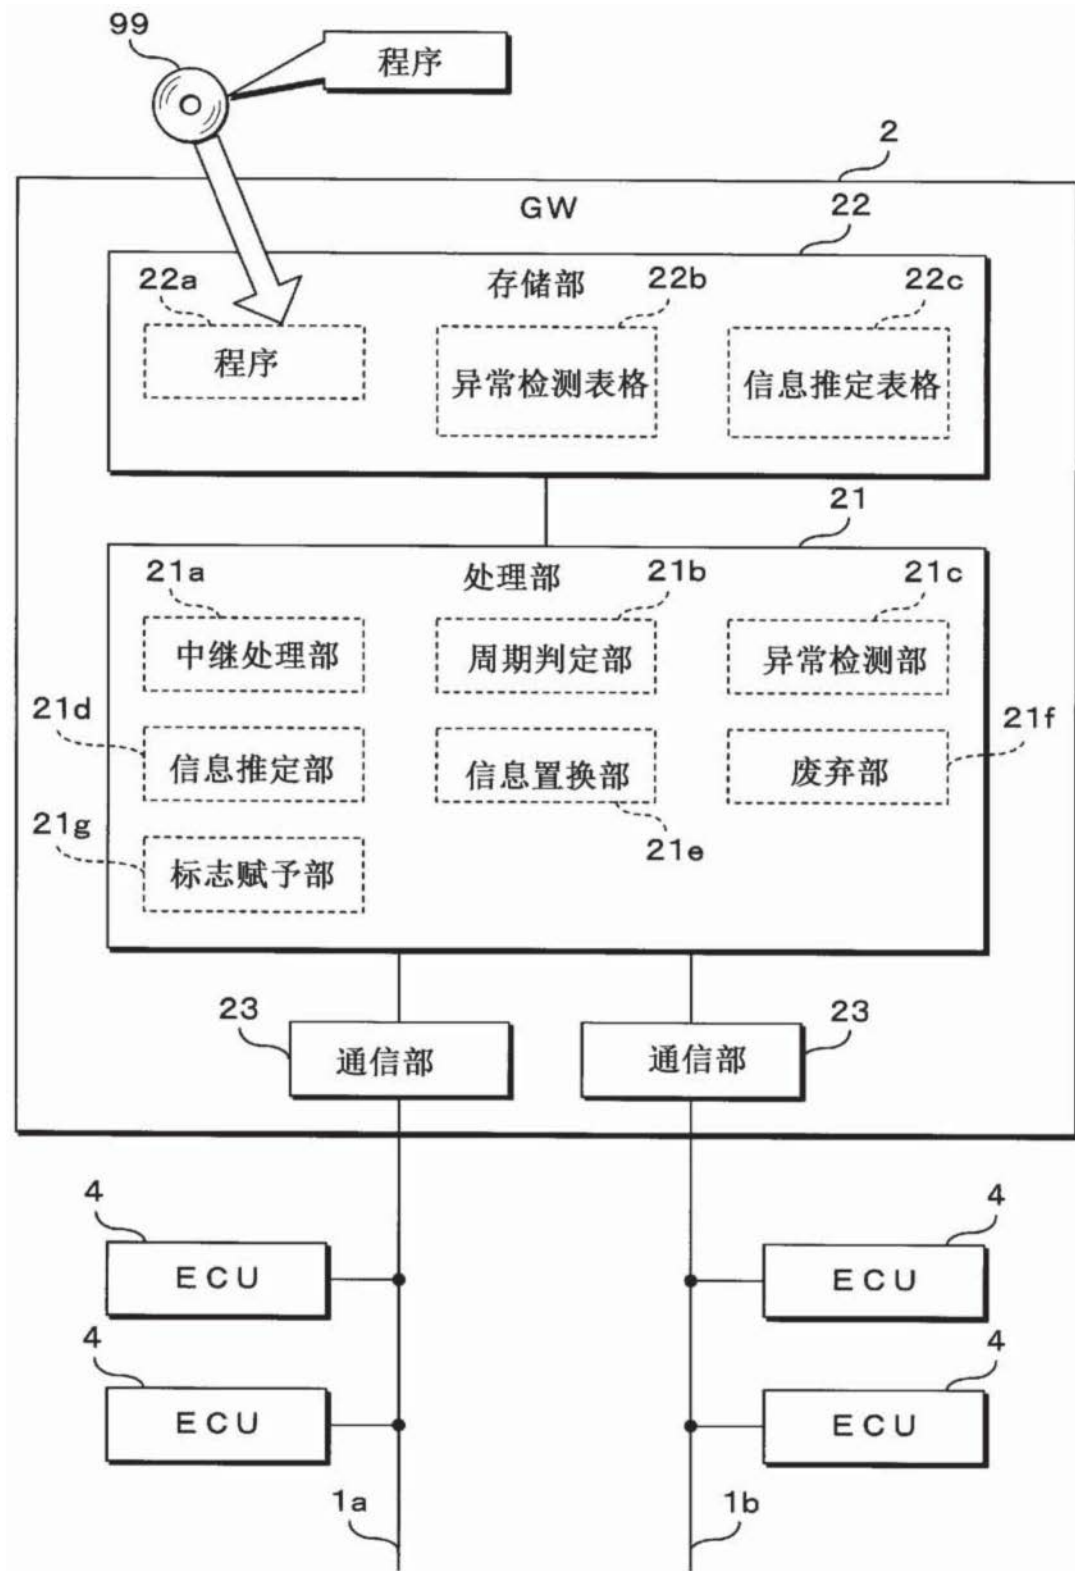 99
程序
2
GW
22
22a
存储部
22b
22c
程序
异常检测表格
信息推定表格
21
21a
处理部
21b
21c
中继处理部
周期判定部
异常检测部
21d
21f
信息推定部
信息置换部
废弃部
21g
21e
标志赋予部
23
23
通信部
通信部
4
4
ECU
ECU
4
4
ECU
ECU
1a
1b